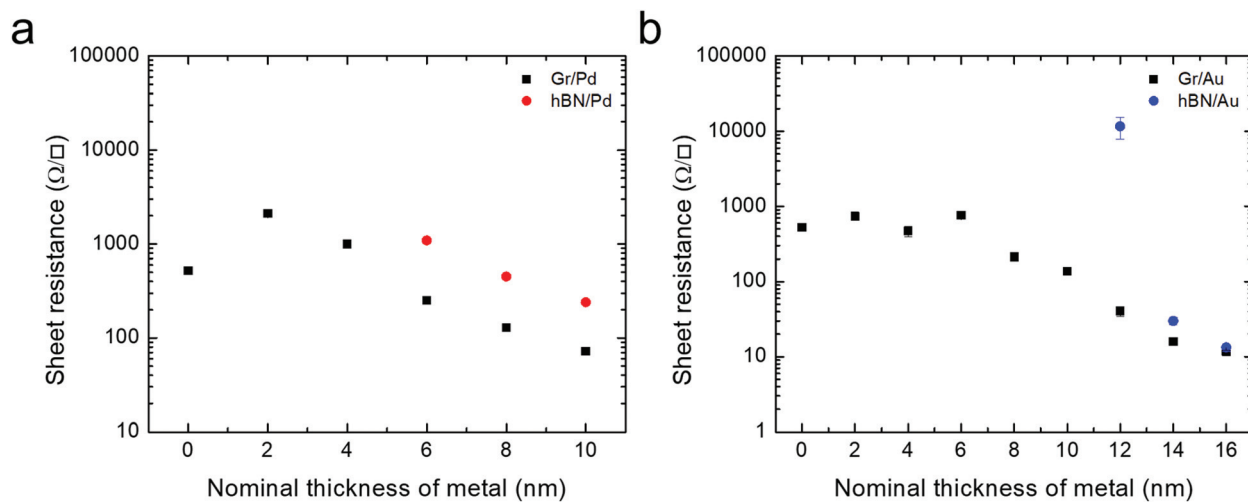 a
100000
10000
1000
100
10
Sheet resistance (Ω/□)
Gr/Pd
hBN/Pd
0 2 4 6 8 10
Nominal thickness of metal (nm)
b
100000
10000
1000
100
10
1
Sheet resistance (Ω/□)
Gr/Au
hBN/Au
0 2 4 6 8 10 12 14 16
Nominal thickness of metal (nm)